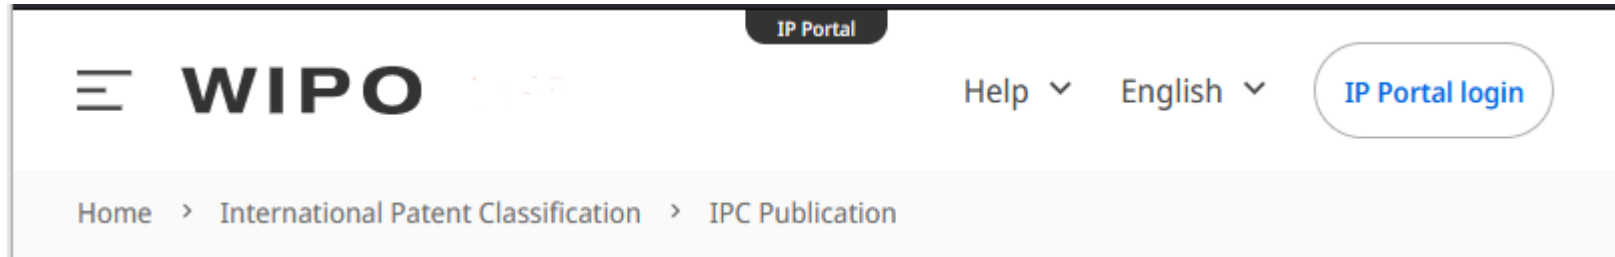 IP Portal
WIPO Help English IP Portal login
Home > International Patent Classification > IPC Publication